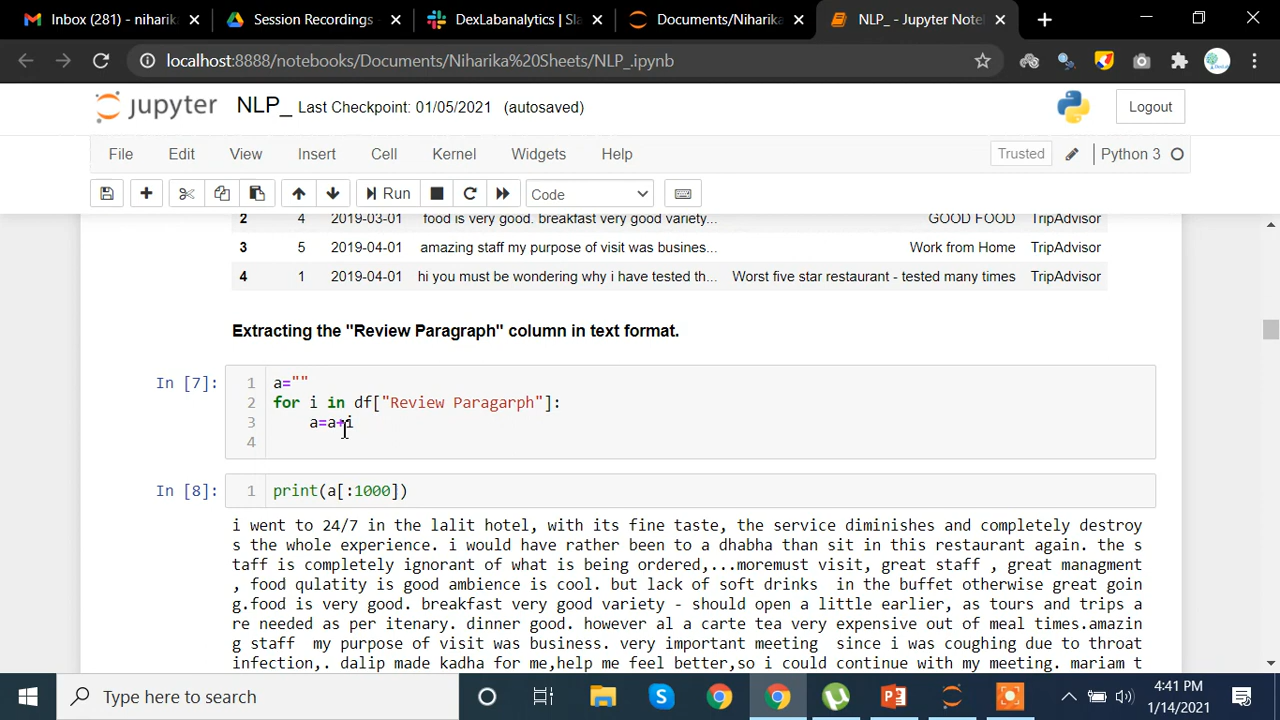 Inbox (281) - niharik
Session Recordings
DexLabanalytics | Sla
Documents/Niharika
NLP_ - Jupyter Note
localhost:8888/notebooks/Documents/Niharika%20Sheets/NLP_.ipynb
jupyter NLP_ Last Checkpoint: 01/05/2021 (autosaved) Logout
File Edit View Insert Cell Kernel Widgets Help Trusted Python 3
Run Code
2 4 2019-03-01 food is very good. breakfast very good variety... GOOD FOOD TripAdvisor
3 5 2019-04-01 amazing staff my purpose of visit was busines... Work from Home TripAdvisor
4 1 2019-04-01 hi you must be wondering why i have tested th... Worst five star restaurant - tested many times TripAdvisor
Extracting the "Review Paragraph" column in text format.
In [7]: 1 a=""
2 for i in df["Review Paragarph"]:
3 a=a+i
4
In [8]: 1 print(a[:1000])
i went to 24/7 in the lalit hotel, with its fine taste, the service diminishes and completely destroy
s the whole experience. i would have rather been to a dhabha than sit in this restaurant again. the s
taff is completely ignorant of what is being ordered,...moremust visit, great staff , great managment
, food qulatity is good ambience is cool. but lack of soft drinks in the buffet otherwise great goin
g.food is very good. breakfast very good variety - should open a little earlier, as tours and trips a
re needed as per itenary. dinner good. however al a carte tea very expensive out of meal times.amazin
g staff my purpose of visit was business. very important meeting since i was coughing due to throat
infection,. dalip made kadha for me,help me feel better,so i could continue with my meeting. mariam t
Type here to search
4:41 PM
1/14/2021